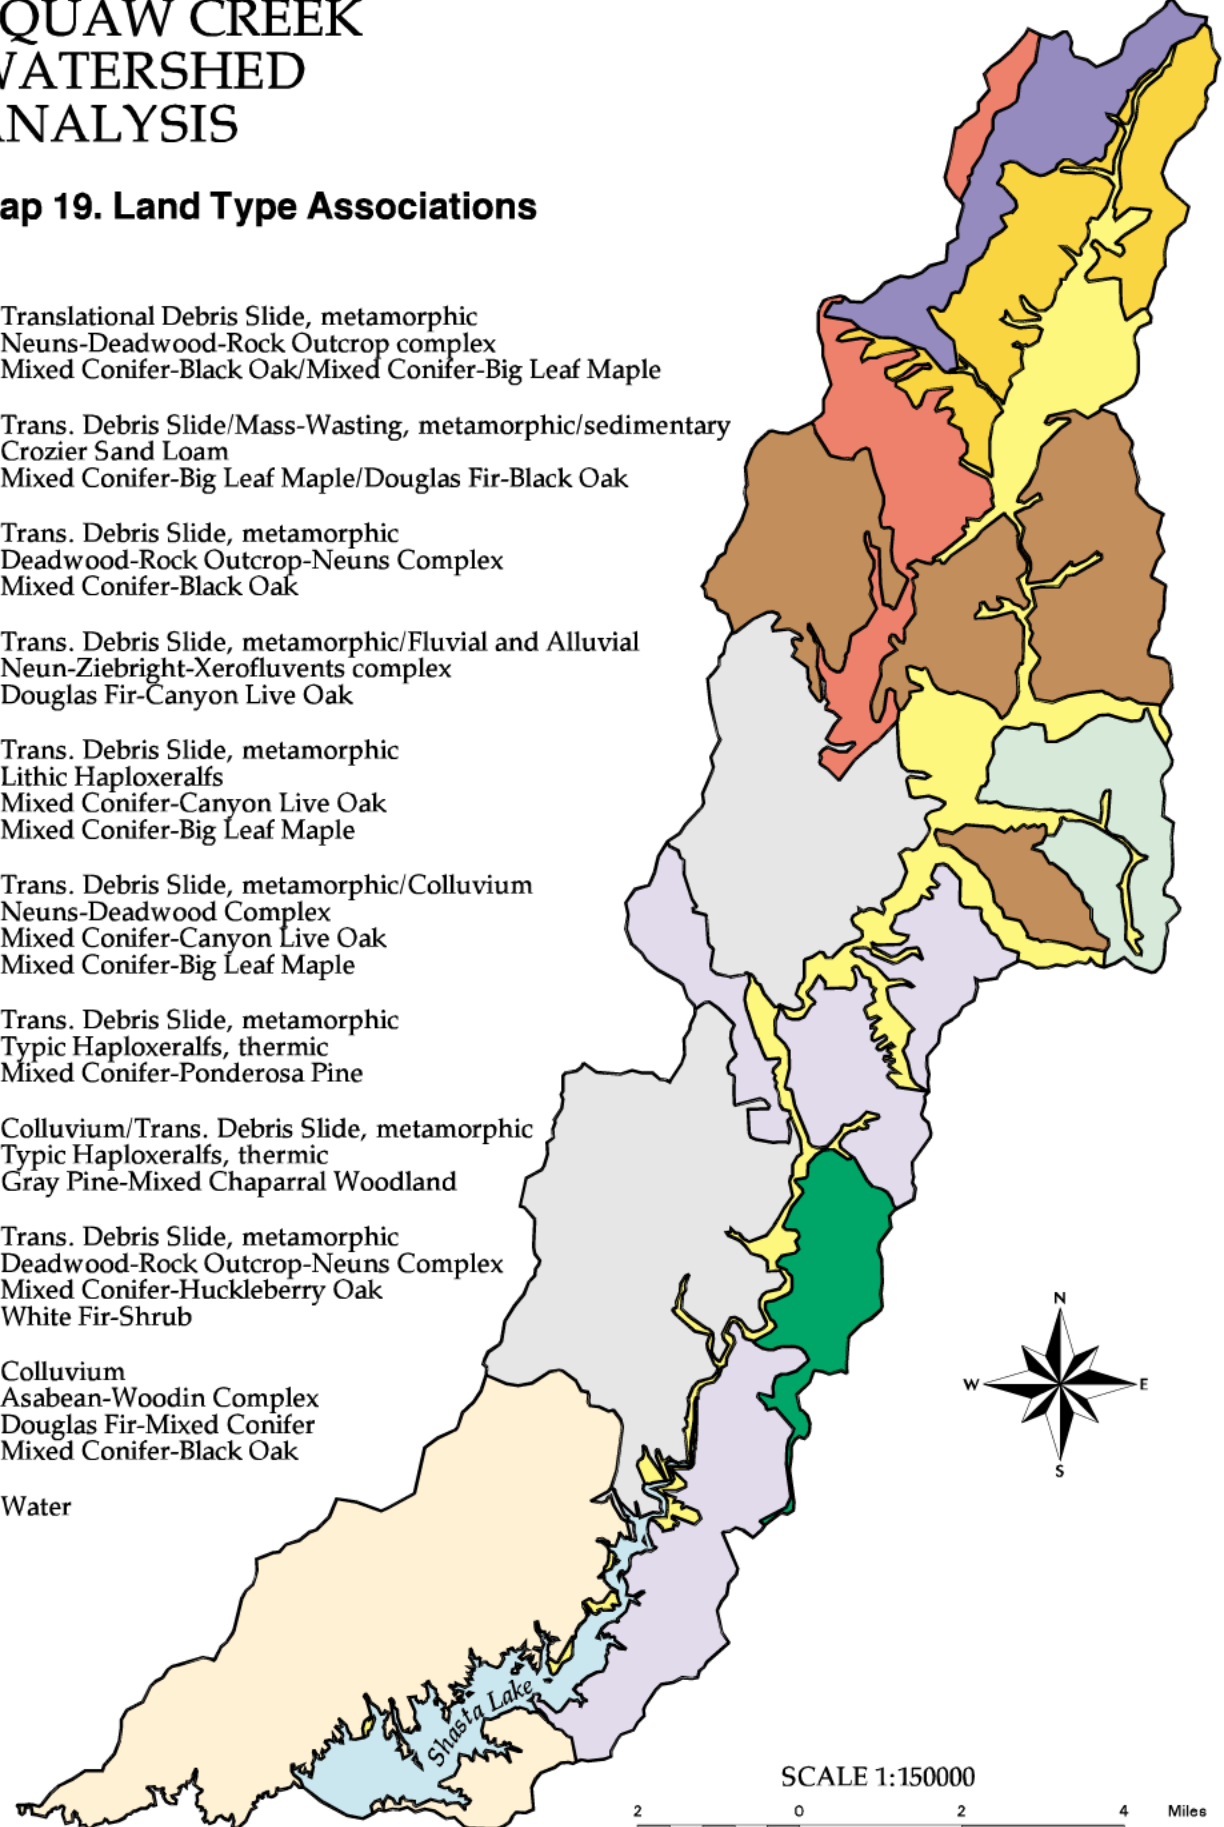 QUAW CREEK
WATERSHED
ANALYSIS
ap 19. Land Type Associations
Translational Debris Slide, metamorphic
Neuns-Deadwood-Rock Outcrop complex
Mixed Conifer-Black Oak/Mixed Conifer-Big Leaf Maple
Trans. Debris Slide/Mass-Wasting, metamorphic/sedimentary
Crozier Sand Loam
Mixed Conifer-Big Leaf Maple/Douglas Fir-Black Oak
Trans. Debris Slide, metamorphic
Deadwood-Rock Outcrop-Neuns Complex
Mixed Conifer-Black Oak
Trans. Debris Slide, metamorphic/Fluvial and Alluvial
Neun-Ziebright-Xerofluvents complex
Douglas Fir-Canyon Live Oak
Trans. Debris Slide, metamorphic
Lithic Haploxeralfs
Mixed Conifer-Canyon Live Oak
Mixed Conifer-Big Leaf Maple
Trans. Debris Slide, metamorphic/Colluvium
Neuns-Deadwood Complex
Mixed Conifer-Canyon Live Oak
Mixed Conifer-Big Leaf Maple
Trans. Debris Slide, metamorphic
Typic Haploxeralfs, thermic
Mixed Conifer-Ponderosa Pine
Colluvium/Trans. Debris Slide, metamorphic
Typic Haploxeralfs, thermic
Gray Pine-Mixed Chaparral Woodland
Trans. Debris Slide, metamorphic
Deadwood-Rock Outcrop-Neuns Complex
Mixed Conifer-Huckleberry Oak
White Fir-Shrub
Colluvium
Asabean-Woodin Complex
Douglas Fir-Mixed Conifer
Mixed Conifer-Black Oak
Water
N
W E
S
Shasta Lake
SCALE 1:150000
2 0 2 4 Miles